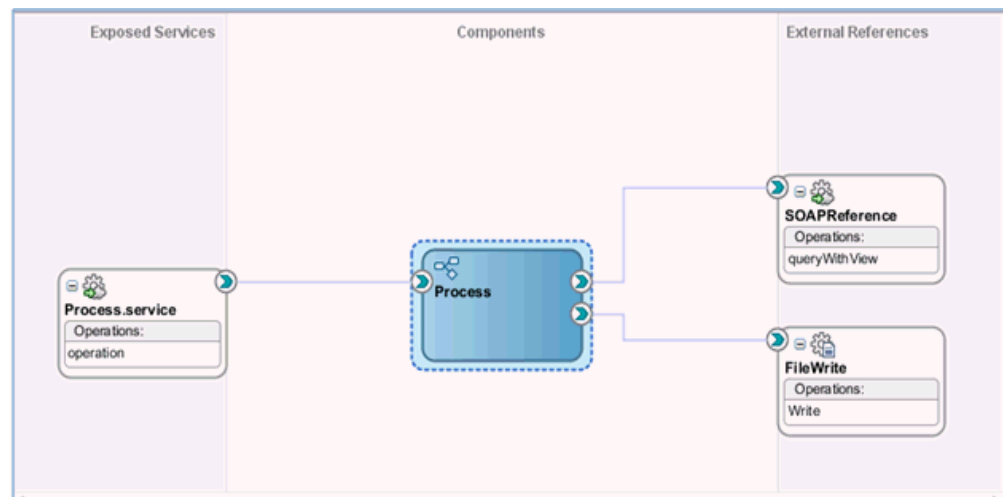 Exposed Services
Components
External References
Process.service
Operations:
operation
Process
SOAPReference
Operations:
queryWithView
FileWrite
Operations:
Write